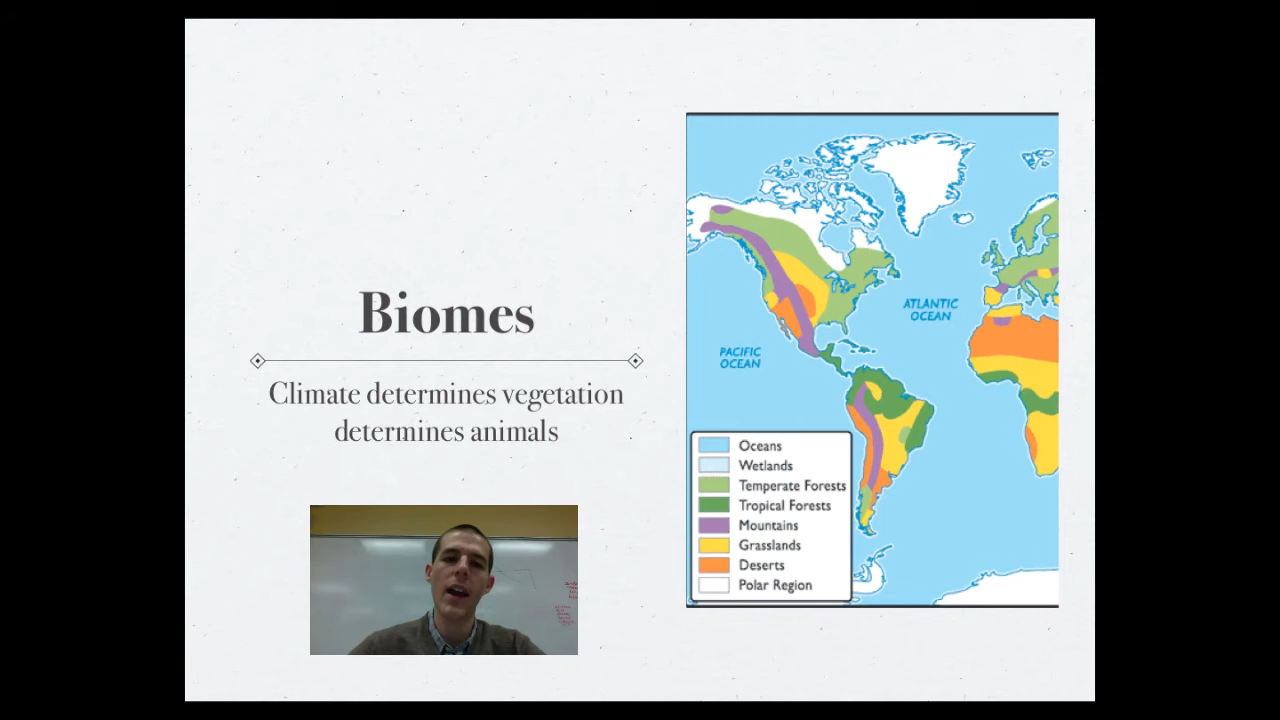 Biomes
Climate determines vegetation
determines animals
PACIFIC
OCEAN
ATLANTIC
OCEAN
Oceans
Wetlands
Temperate Forests
Tropical Forests
Mountains
Grasslands
Deserts
Polar Region